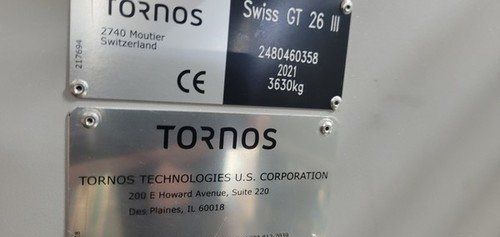 TORNOS
Swiss GT 26 III
2740 Moutier
Switzerland
217694
CE
2480460358
2021
3630kg
TORNOS
TORNOS TECHNOLOGIES U.S. CORPORATION
200 E Howard Avenue, Suite 220
Des Plaines, IL 60018